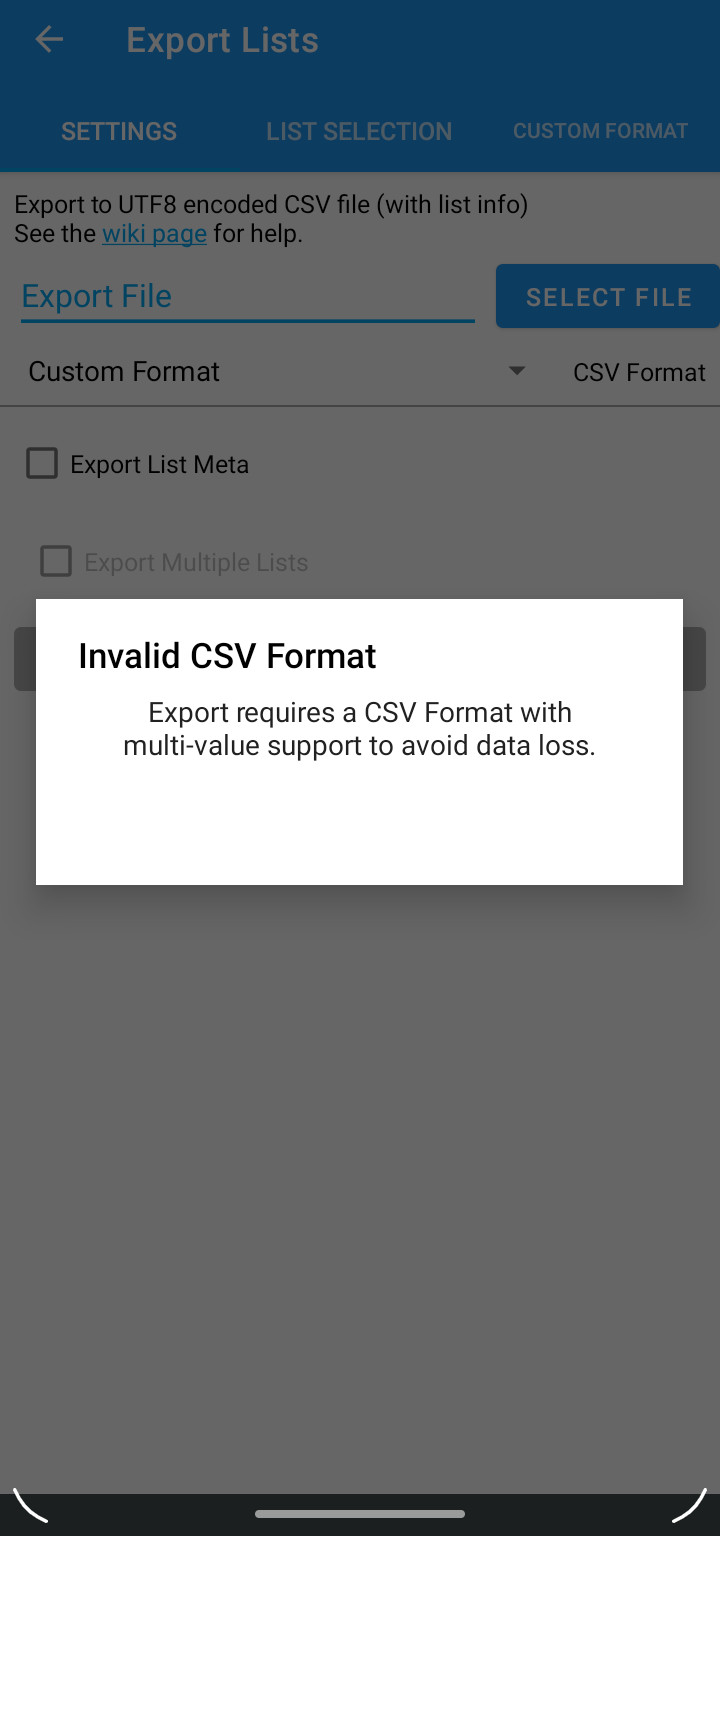 Export Lists
SETTINGS
LIST SELECTION
CUSTOM FORMAT
Export to UTF8 encoded CSV file (with list info)
See the wiki page for help.
Export File
SELECT FILE
Custom Format
CSV Format
Export List Meta
Export Multiple Lists
Invalid CSV Format
Export requires a CSV Format with
multi-value support to avoid data loss.